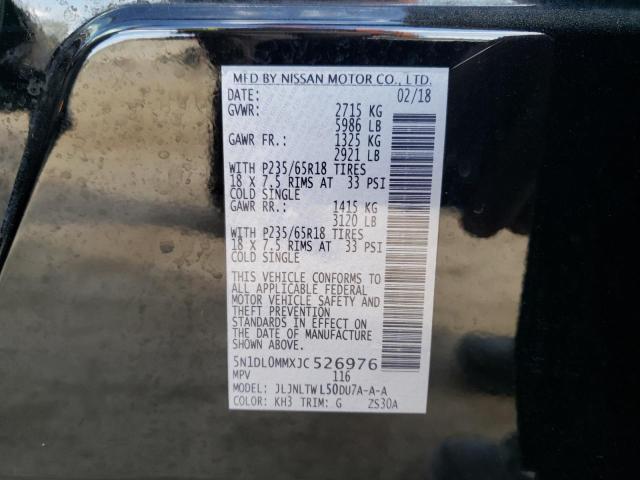 MFD BY NISSAN MOTOR CO., LTD.
DATE: 02/18
GVWR: 2715 KG
5986 LB
GAWR FR.: 1325 KG
2921 LB
WITH P235/65R18 TIRES
18 X 7.5 RIMS AT 33 PSI
COLD SINGLE
GAWR RR.: 1415 KG
3120 LB
WITH P235/65R18 TIRES
18 X 7.5 RIMS AT 33 PSI
COLD SINGLE
THIS VEHICLE CONFORMS TO
ALL APPLICABLE FEDERAL
MOTOR VEHICLE SAFETY AND
THEFT PREVENTION
STANDARDS IN EFFECT ON
THE DATE OF MANUFACTURE
SHOWN ABOVE.
5N1DL0MMXJC526976
MPV 116
MODEL: JLJNLTWL50DU7A-A-A
COLOR: KH3 TRIM: G ZS30A